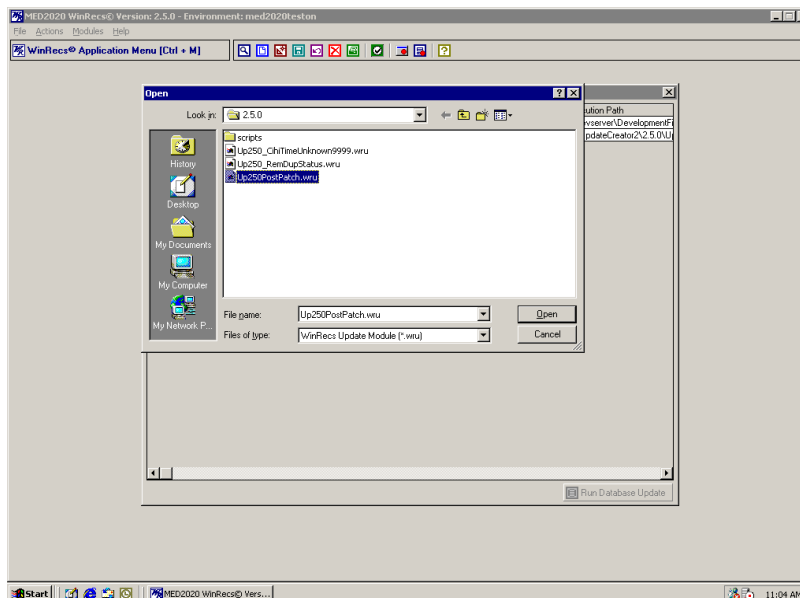 MED2020 WinRecs© Version: 2.5.0 - Environment: med2020teston
File Actions Modules Help
WinRecs© Application Menu [Ctrl + M]
Open
Look in: 2.5.0
ution Path
vserver\DevelopmentFi
pdateCreator2\2.5.0\U
scripts
Up250_CihiTimeUnknown9999.wru
Up250_RemDupStatus.wru
Up250PostPatch.wru
History
Desktop
My Documents
My Computer
My Network P...
File name: Up250PostPatch.wru Open
Files of type: WinRecs Update Module (*.wru) Cancel
Run Database Update
Start MED2020 WinRecs© Vers... 11:04 AM